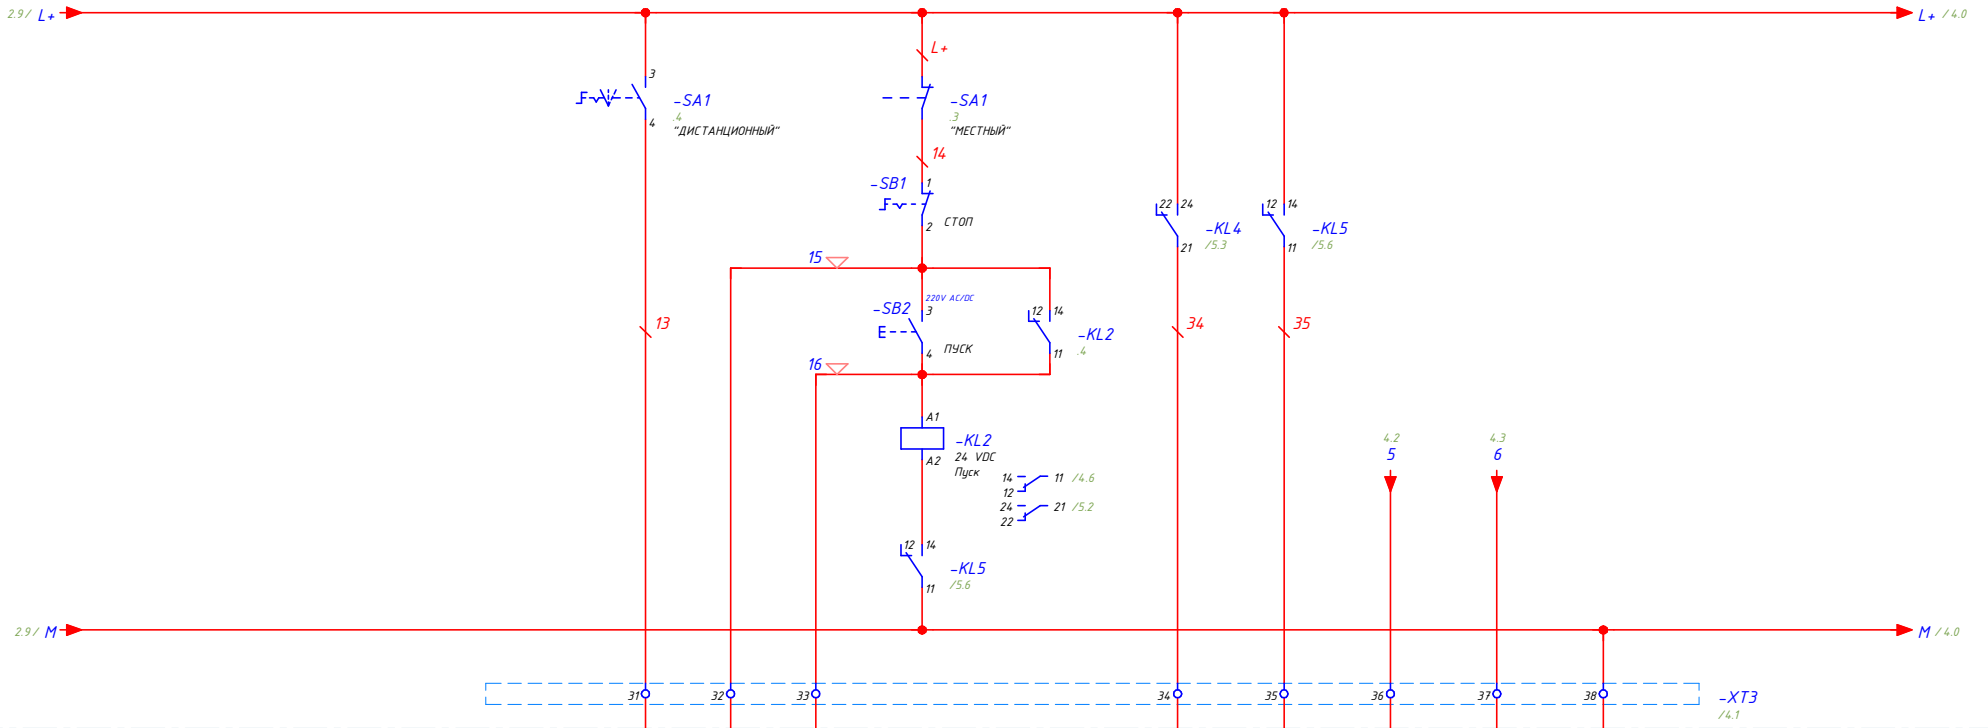 2.9/ L+
L+ /4.0
L+
3
-SA1
.4
"ДИСТАНЦИОННЫЙ"
4
-SA1
.3
"МЕСТНЫЙ"
14
-SB1
1
2
СТОП
22 24
-KL4
/5.3
21
12 14
-KL5
/5.6
11
15
220V AC/DC
-SB2
3
4
ПУСК
12 14
-KL2
.4
11
13
34
35
16
A1
-KL2
24 VDC
Пуск
A2
14
11 /4.6
12
24
21 /5.2
22
4.2
5
4.3
6
12 14
-KL5
/5.6
11
2.9/ M
M /4.0
31
32
33
34
35
36
37
38
-XT3
/4.1